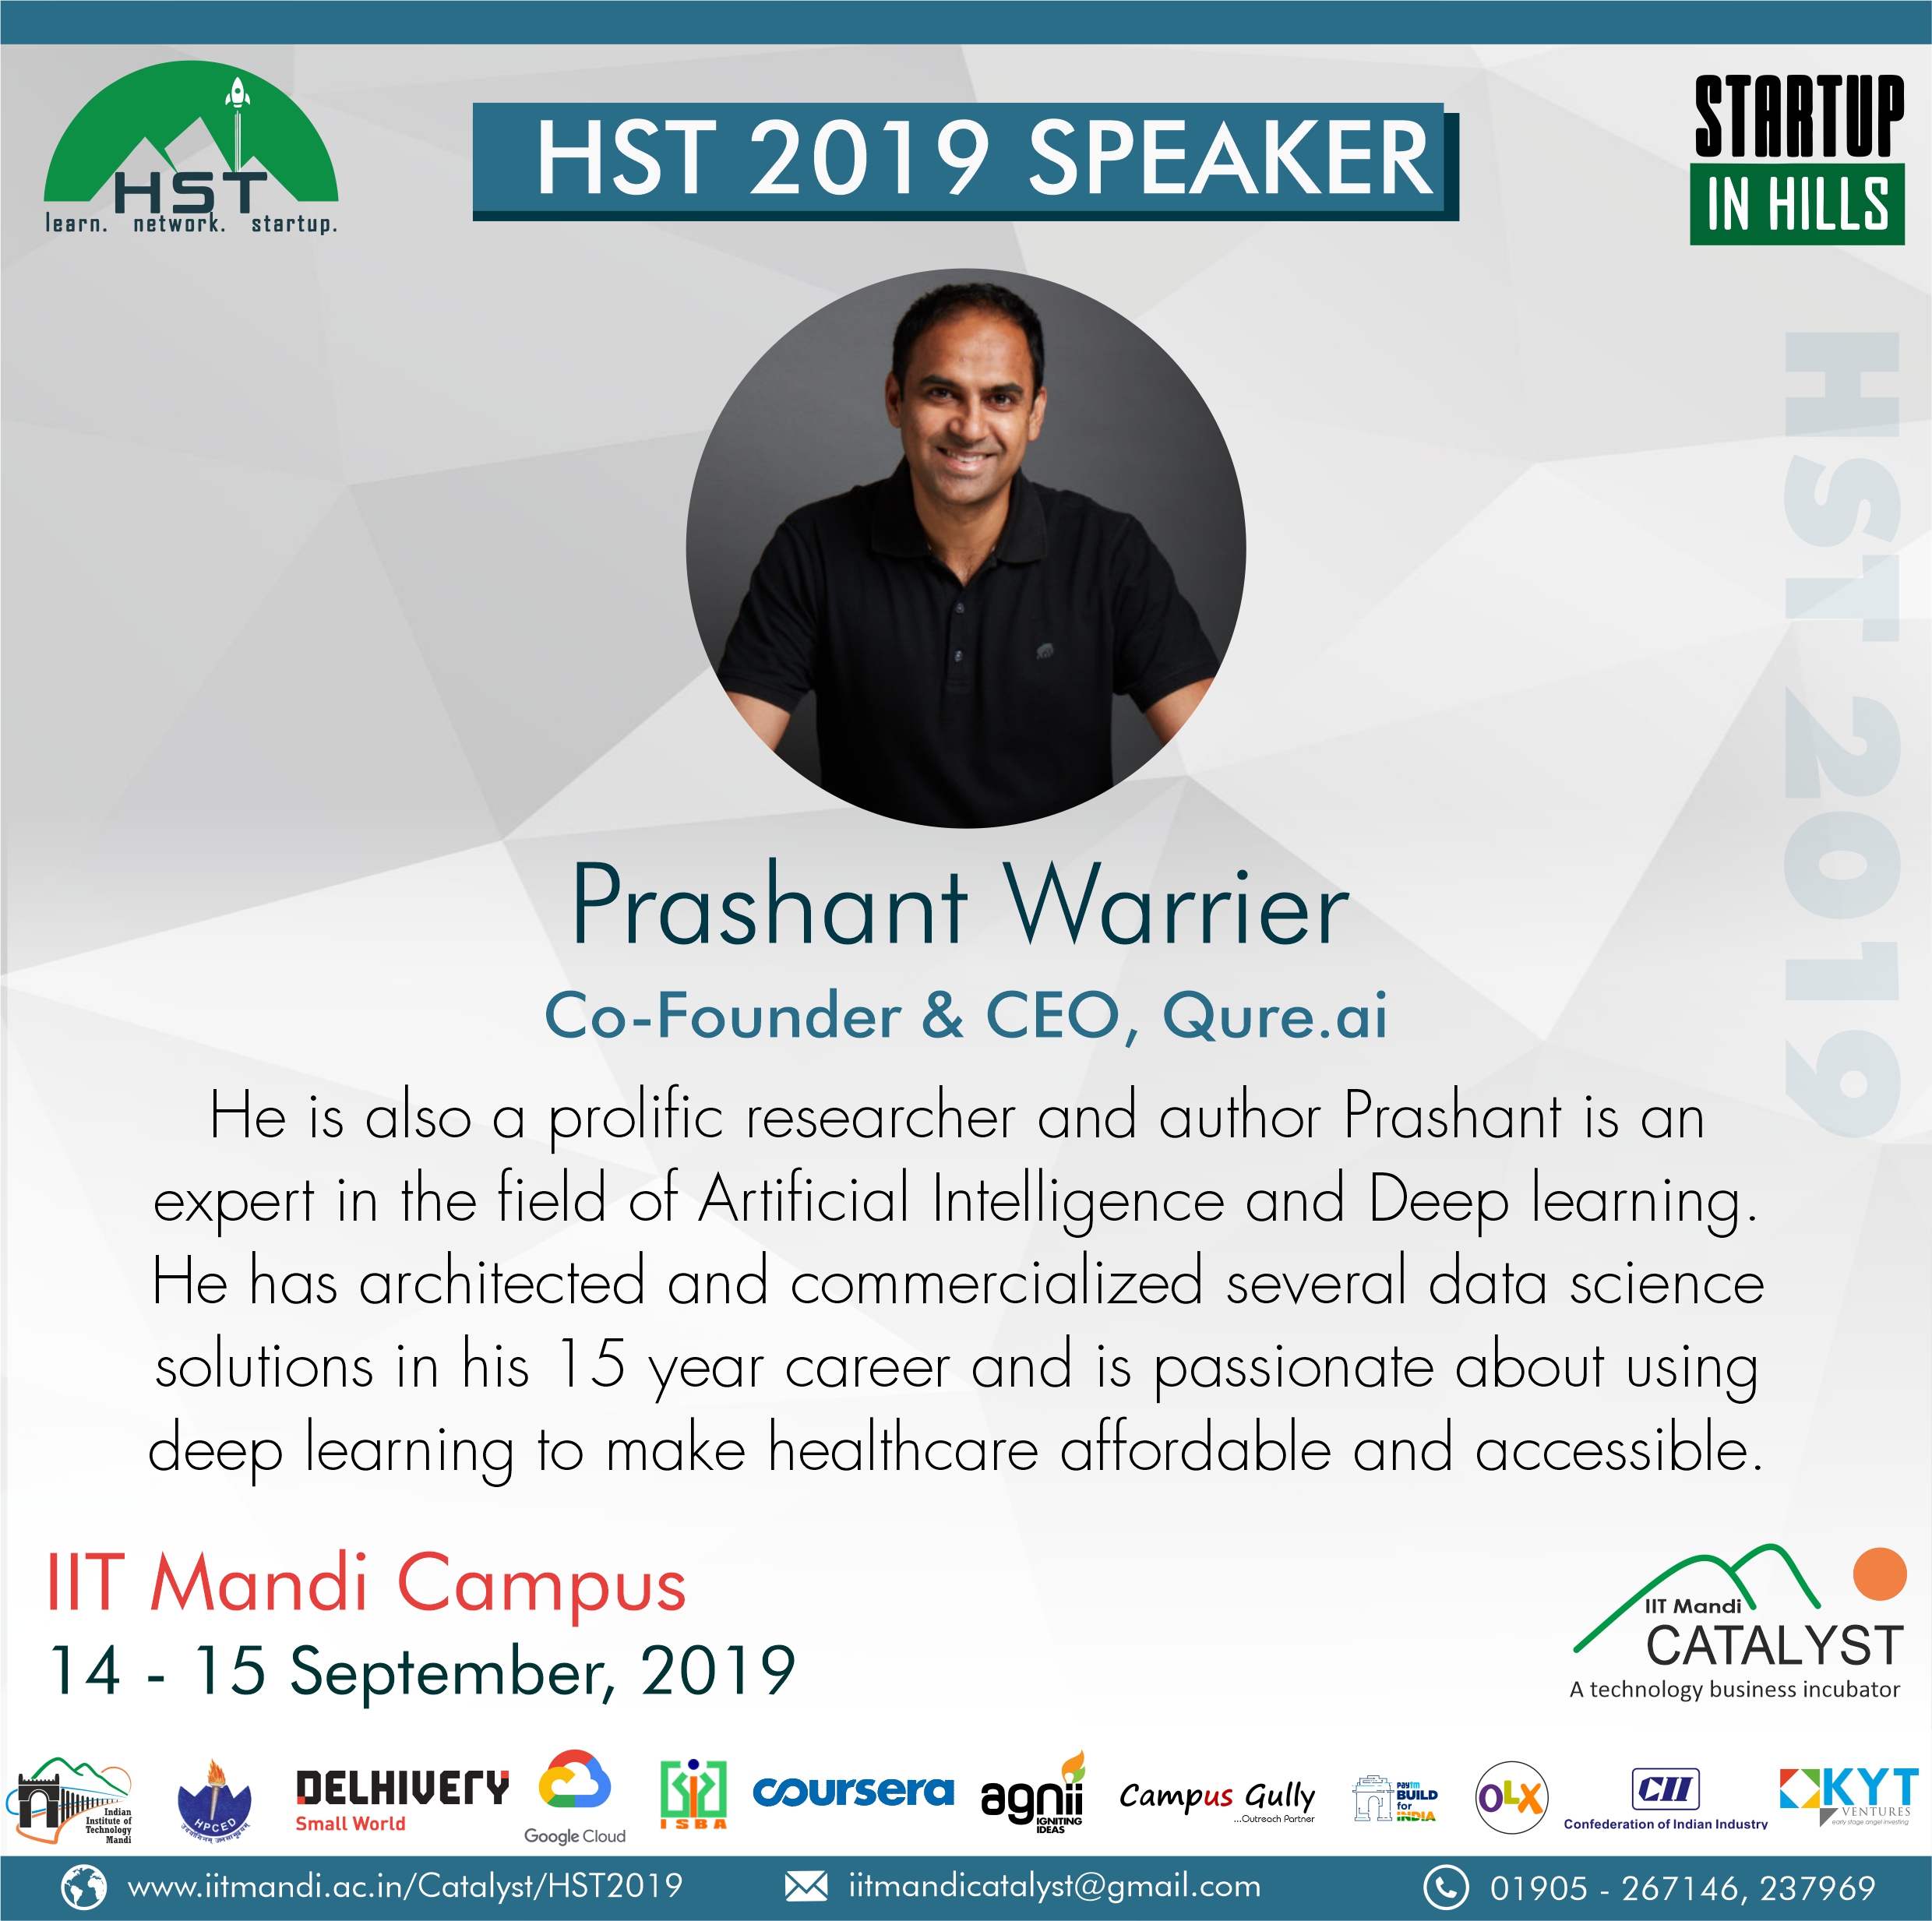 HST
learn. network. startup.
HST 2019 SPEAKER
STARTUP
IN HILLS
HST 2019
Prashant Warrier
Co-Founder & CEO, Qure.ai
He is also a prolific researcher and author Prashant is an
expert in the field of Artificial Intelligence and Deep learning.
He has architected and commercialized several data science
solutions in his 15 year career and is passionate about using
deep learning to make healthcare affordable and accessible.
IIT Mandi Campus
14 - 15 September, 2019
IIT Mandi
CATALYST
A technology business incubator
Indian
Institute of
Technology
Mandi
HPCED
DELHIVERY
Small World
Google Cloud
ISBA
coursera
agnii
IGNITING
IDEAS
Campus Gully
...Outreach Partner
paytm
BUILD
for
INDIA
OLX
CII
Confederation of Indian Industry
KYT
VENTURES
early stage angel investing
www.iitmandi.ac.in/Catalyst/HST2019
iitmandicatalyst@gmail.com
01905 - 267146, 237969